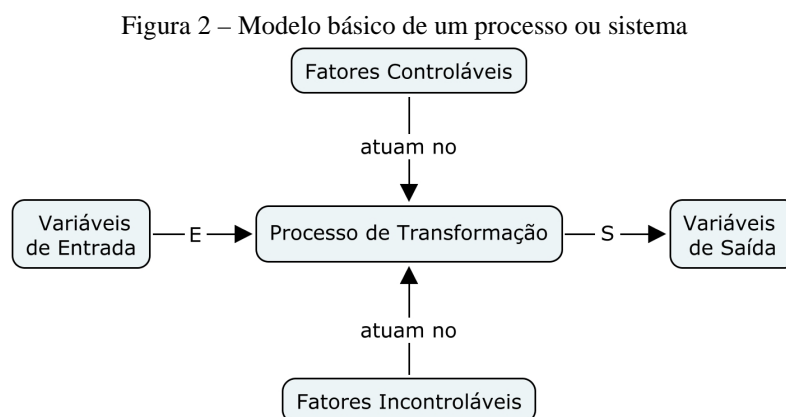 Figura 2 – Modelo básico de um processo ou sistema
Fatores Controláveis
atuam no
Variáveis
de Entrada
E
Processo de Transformação
S
Variáveis
de Saída
atuam no
Fatores Incontroláveis